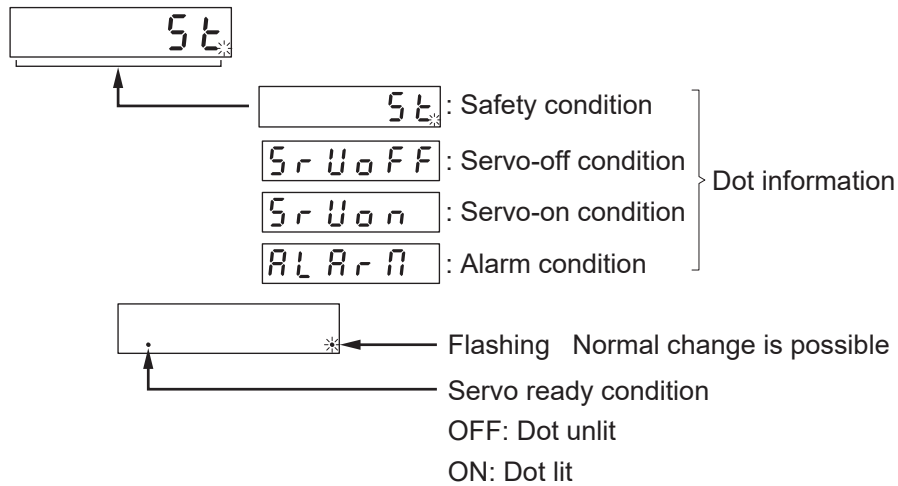 St
St : Safety condition
SrUoFF : Servo-off condition
SrUon : Servo-on condition
ALArM : Alarm condition
Dot information
Flashing Normal change is possible
Servo ready condition
OFF: Dot unlit
ON: Dot lit